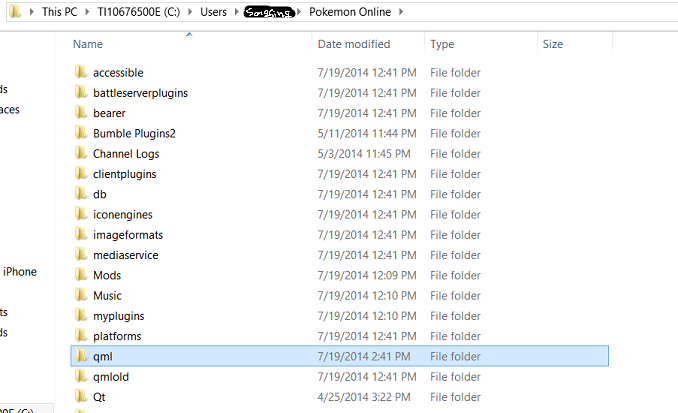 This PC TI10676500E (C:) Users SongSing Pokemon Online
Name Date modified Type Size
accessible 7/19/2014 12:41 PM File folder
battleserverplugins 7/19/2014 12:41 PM File folder
ds
bearer 7/19/2014 12:41 PM File folder
aces
Bumble Plugins2 5/11/2014 11:44 PM File folder
Channel Logs 5/3/2014 11:45 PM File folder
clientplugins 7/19/2014 12:41 PM File folder
db 7/19/2014 12:41 PM File folder
iconengines 7/19/2014 12:41 PM File folder
imageformats 7/19/2014 12:41 PM File folder
mediaservice 7/19/2014 12:41 PM File folder
iPhone
Mods 7/19/2014 12:09 PM File folder
Music 7/19/2014 12:10 PM File folder
ts
myplugins 7/19/2014 12:10 PM File folder
ds
platforms 7/19/2014 12:41 PM File folder
qml 7/19/2014 2:41 PM File folder
qmlold 7/19/2014 12:41 PM File folder
Qt 4/25/2014 3:22 PM File folder
00E (C:)